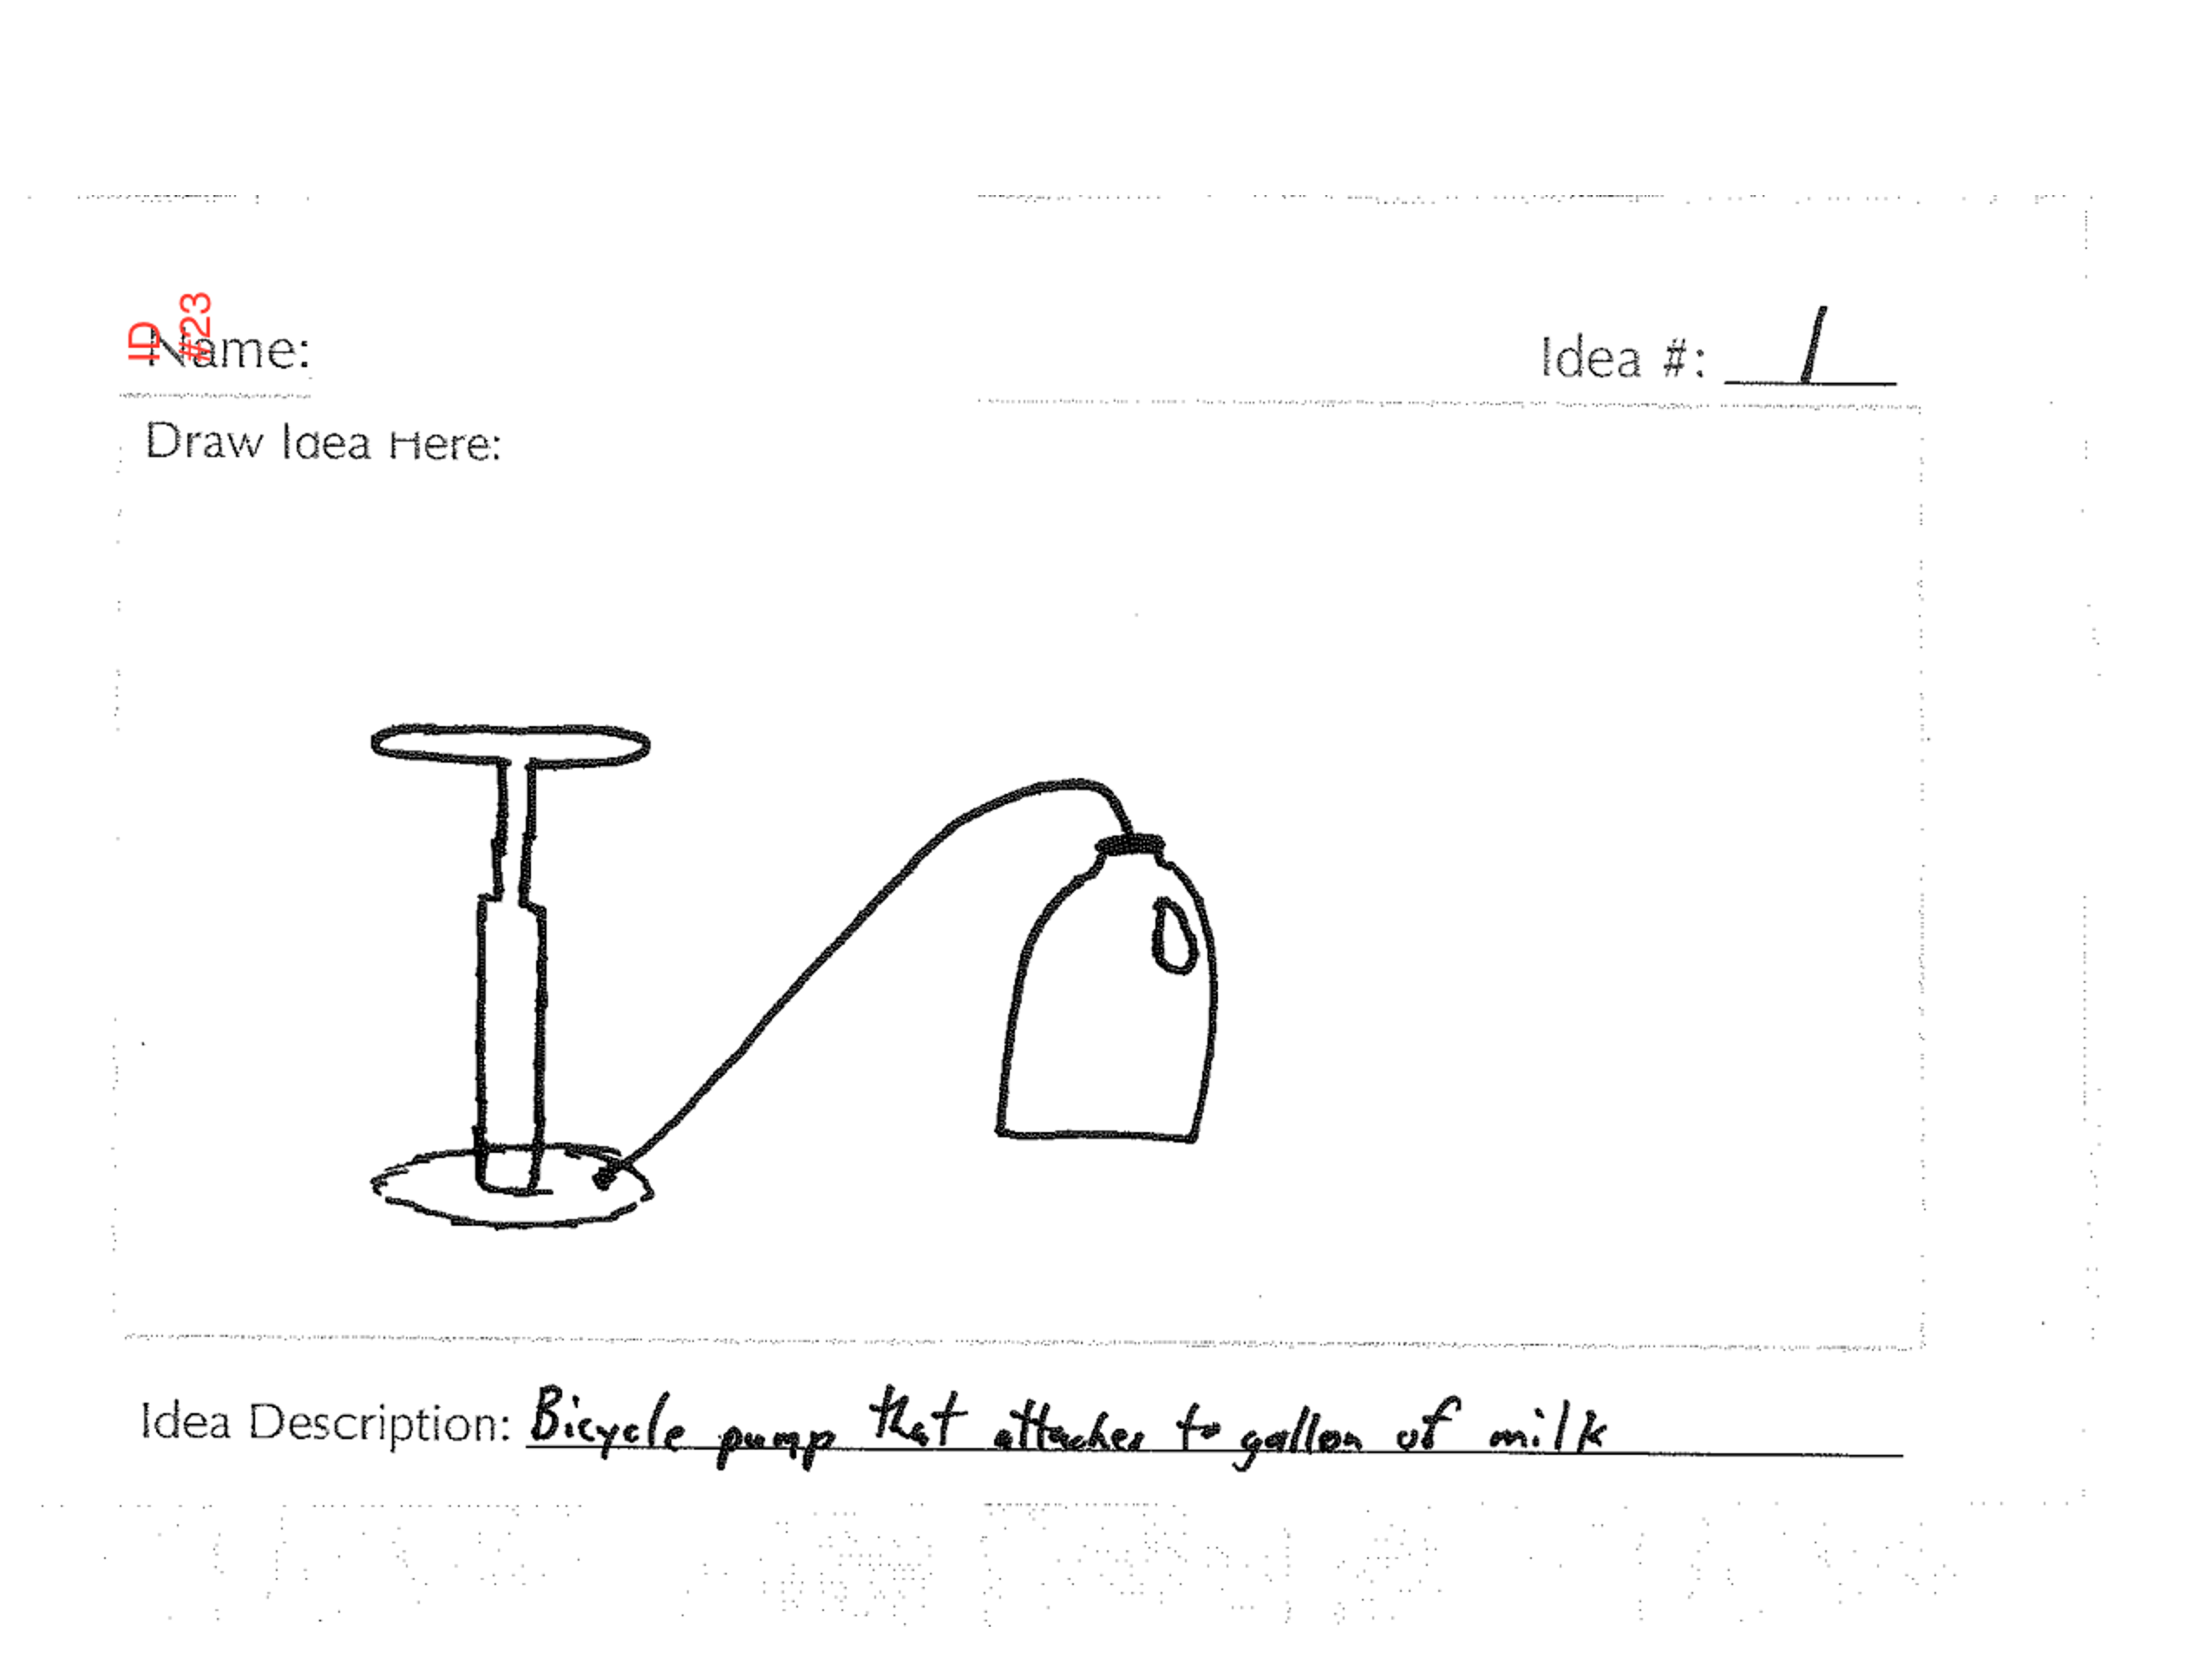 ID
#23
Name:
Idea #: 1
Draw Idea Here:
Idea Description: Bicycle pump that attaches to gallon of milk